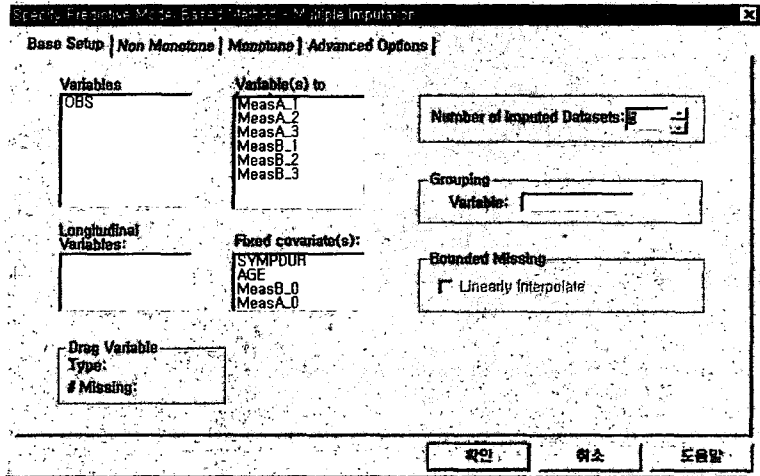 Specify Predictive Model Based Method - Multiple Imputation
Base Setup | Non Monotone | Monotone | Advanced Options
Variables
OBS
Variable(s) to
MeasA_1
MeasA_2
MeasA_3
MeasB_1
MeasB_2
MeasB_3
Number of Imputed Datasets:
Grouping
Variable:
Longitudinal
Variables:
Fixed covariate(s):
SYMPDUR
AGE
MeasB_0
MeasA_0
Bounded Missing
Linearly Interpolate
Drag Variable
Type:
# Missing:
확인
취소
도움말